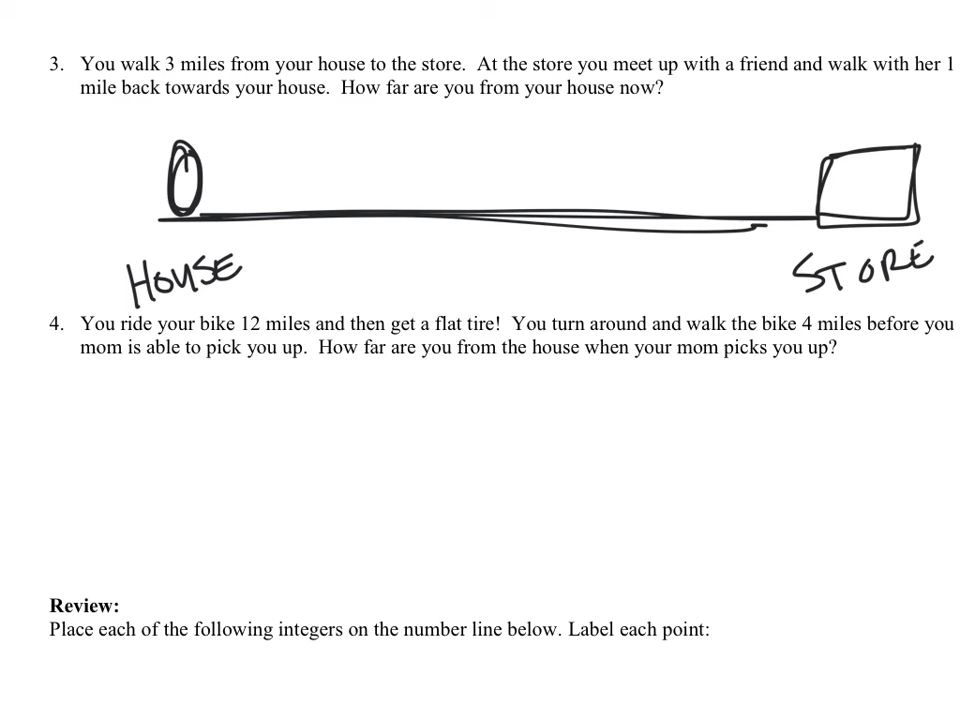 3. You walk 3 miles from your house to the store. At the store you meet up with a friend and walk with her 1
mile back towards your house. How far are you from your house now?
0
HOUSE
STORE
4. You ride your bike 12 miles and then get a flat tire! You turn around and walk the bike 4 miles before you
mom is able to pick you up. How far are you from the house when your mom picks you up?
Review:
Place each of the following integers on the number line below. Label each point: